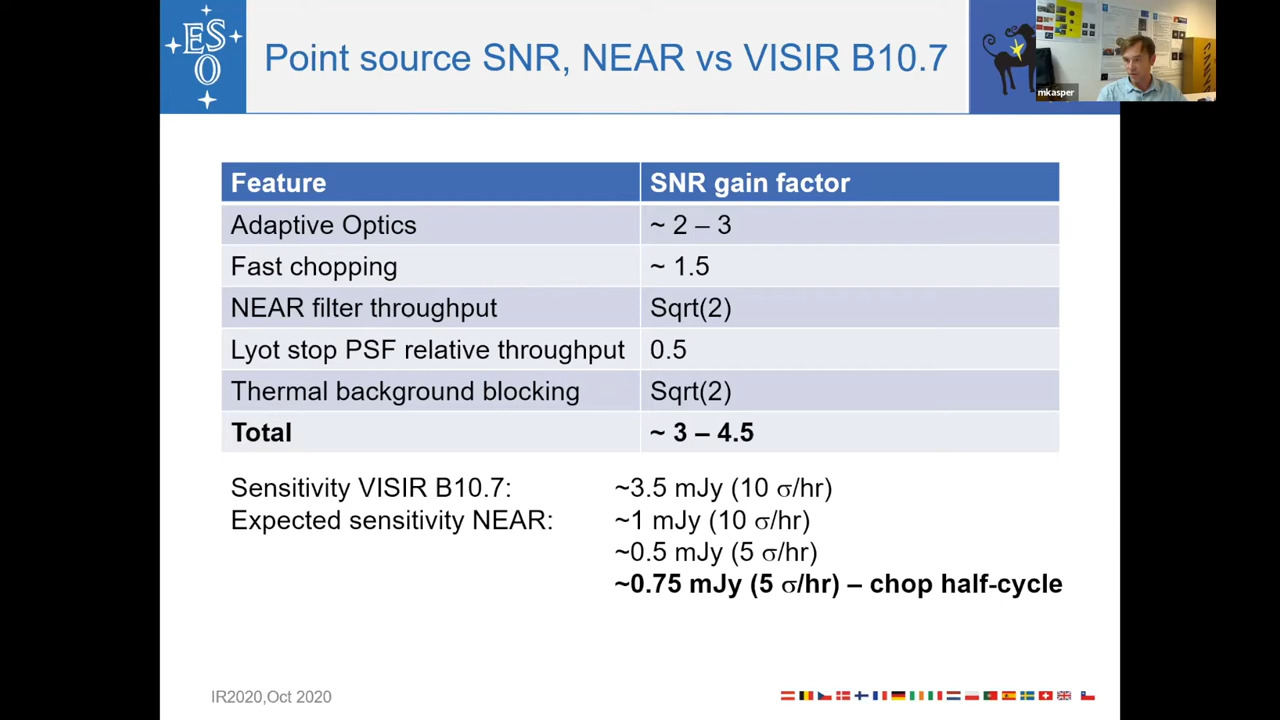 ES
O
Point source SNR, NEAR vs VISIR B10.7
mkasper
Feature SNR gain factor
Adaptive Optics ~ 2 – 3
Fast chopping ~ 1.5
NEAR filter throughput Sqrt(2)
Lyot stop PSF relative throughput 0.5
Thermal background blocking Sqrt(2)
Total ~ 3 – 4.5
Sensitivity VISIR B10.7: ~3.5 mJy (10 σ/hr)
Expected sensitivity NEAR: ~1 mJy (10 σ/hr)
~0.5 mJy (5 σ/hr)
~0.75 mJy (5 σ/hr) – chop half-cycle
IR2020,Oct 2020